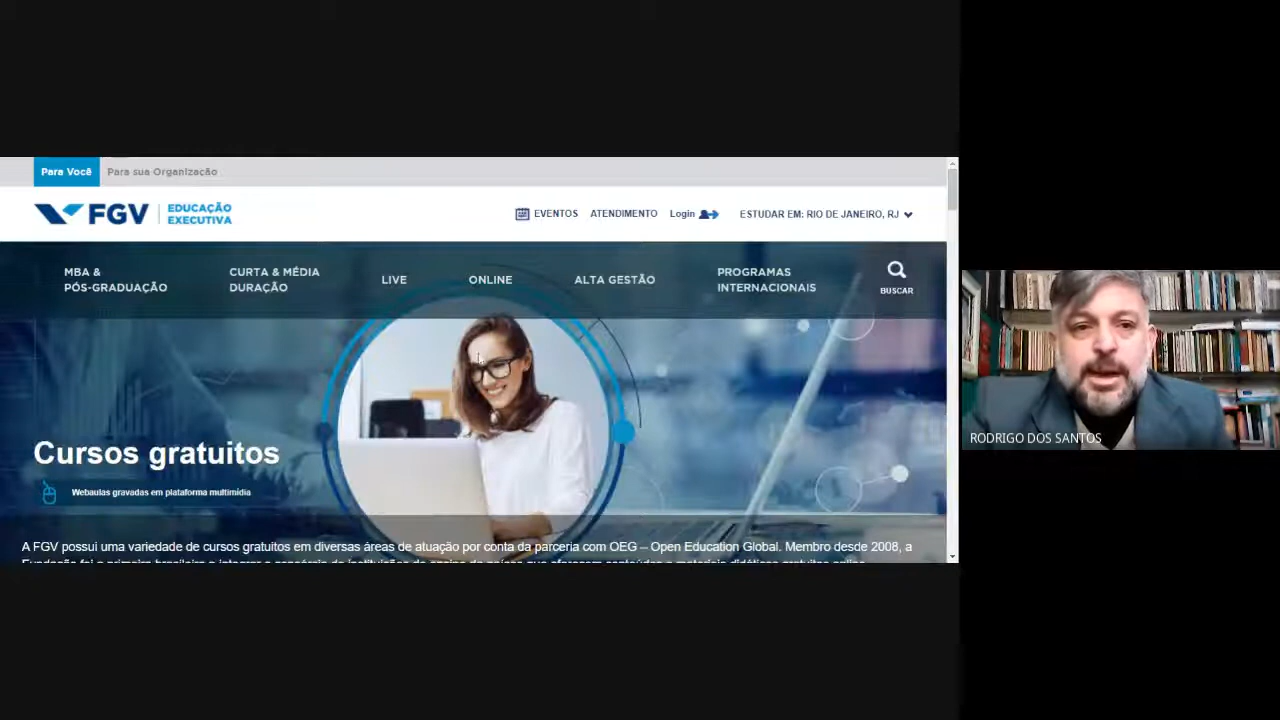 Para Você
Para sua Organização
FGV
EDUCAÇÃO
EXECUTIVA
EVENTOS
ATENDIMENTO
Login
ESTUDAR EM: RIO DE JANEIRO, RJ
MBA &
PÓS-GRADUAÇÃO
CURTA & MÉDIA
DURAÇÃO
LIVE
ONLINE
ALTA GESTÃO
PROGRAMAS
INTERNACIONAIS
BUSCAR
Cursos gratuitos
Webaulas gravadas em plataforma multimídia
A FGV possui uma variedade de cursos gratuitos em diversas áreas de atuação por conta da parceria com OEG – Open Education Global. Membro desde 2008, a
RODRIGO DOS SANTOS